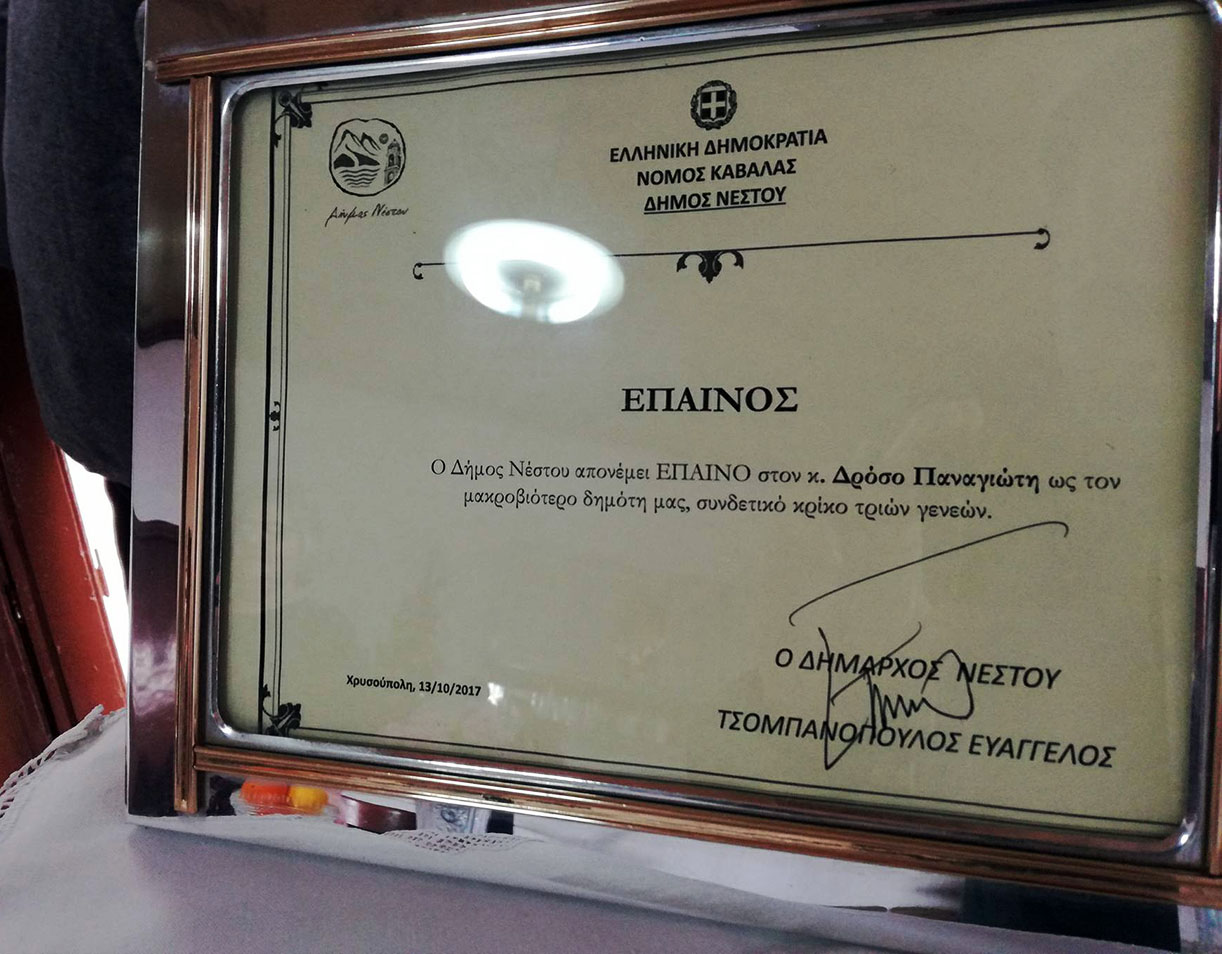 Δήμος Νέστου
ΕΛΛΗΝΙΚΗ ΔΗΜΟΚΡΑΤΙΑ
ΝΟΜΟΣ ΚΑΒΑΛΑΣ
ΔΗΜΟΣ ΝΕΣΤΟΥ
ΕΠΑΙΝΟΣ
Ο Δήμος Νέστου απονέμει ΕΠΑΙΝΟ στον κ. Δρόσο Παναγιώτη ως τον
μακροβιότερο δημότη μας, συνδετικό κρίκο τριών γενεών.
Ο ΔΗΜΑΡΧΟΣ ΝΕΣΤΟΥ
Χρυσούπολη, 13/10/2017
ΤΣΟΜΠΑΝΟΠΟΥΛΟΣ ΕΥΑΓΓΕΛΟΣ